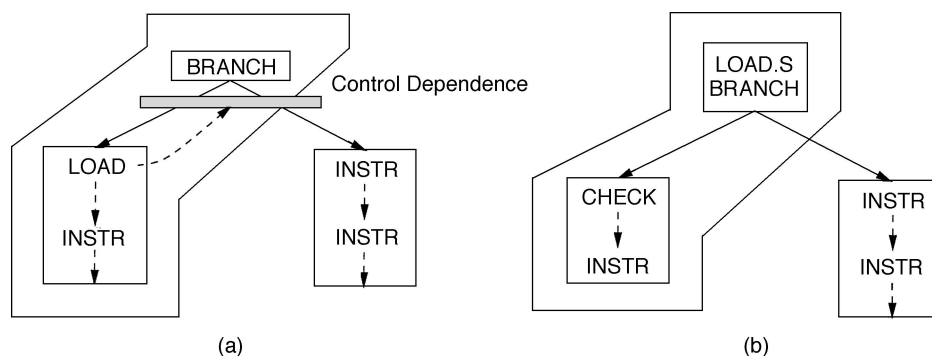 BRANCH
Control Dependence
LOAD
INSTR
INSTR
INSTR
(a)
LOAD.S
BRANCH
CHECK
INSTR
INSTR
INSTR
(b)